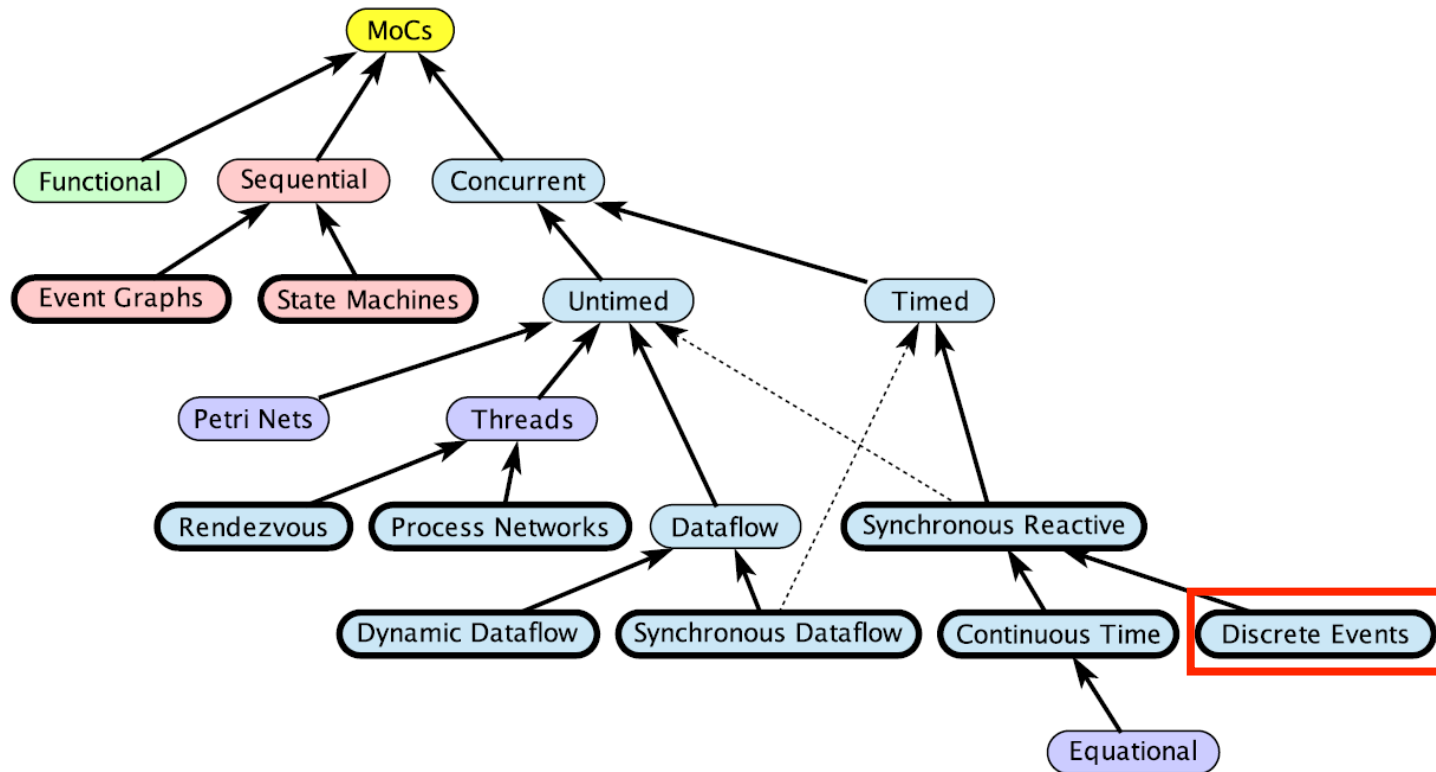 MoCs
Functional
Sequential
Concurrent
Event Graphs
State Machines
Untimed
Timed
Petri Nets
Threads
Rendezvous
Process Networks
Dataflow
Synchronous Reactive
Dynamic Dataflow
Synchronous Dataflow
Continuous Time
Discrete Events
Equational